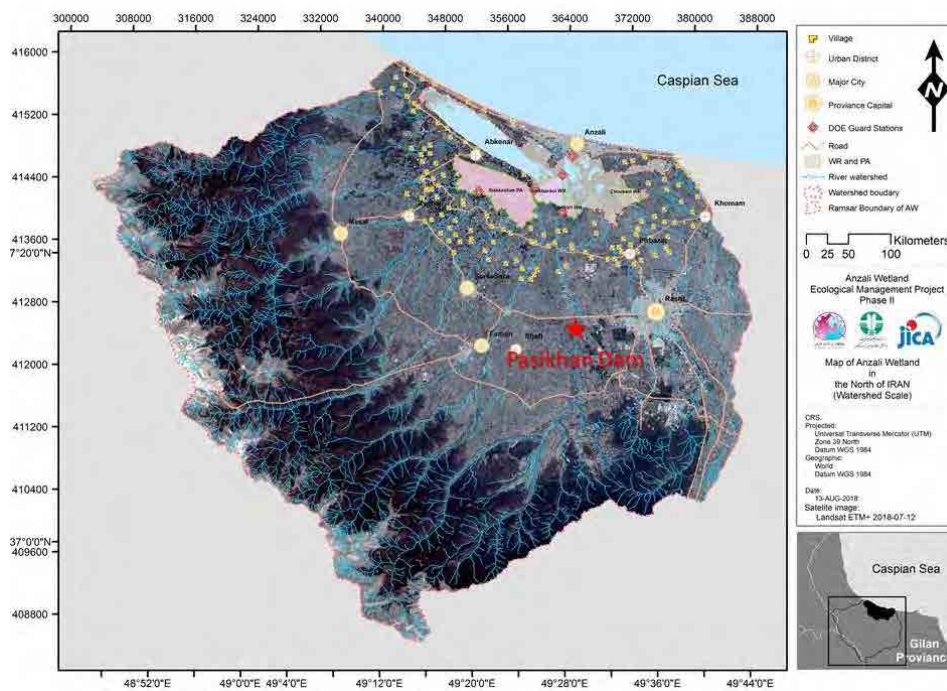 300000 308000 316000 324000 332000 340000 348000 356000 364000 372000 380000 388000
416000
415200
414400
413600
7°20'0"N
412800
412000
411200
410400
37°0'0"N
409600
408800
48°52'0"E 49°0'0"E 49°4'0"E 49°12'0"E 49°20'0"E 49°28'0"E 49°36'0"E 49°44'0"E
Caspian Sea
Anzali
Abkenar
Khomam
Rasht
Fuman
Shaft
Pasikhan Dam
Village
Urban District
Major City
Proviance Capital
DOE Guard Stations
Road
WR and PA
River watershed
Watershed boudary
Ramsar Boundary of AW
N
0 25 50 100 Kilometers
Anzali Wetland
Ecological Management Project
Phase II
JICA
Map of Anzali Wetland
in
the North of IRAN
(Watershed Scale)
CRS.
Projected:
Universal Transverse Mercator (UTM)
Zone 39 North
Datum WGS 1984
Geographic:
World
Datum WGS 1984
Date:
13-AUG-2018
Satelite image:
Landsat ETM+ 2018-07-12
Caspian Sea
Gilan
Proviance